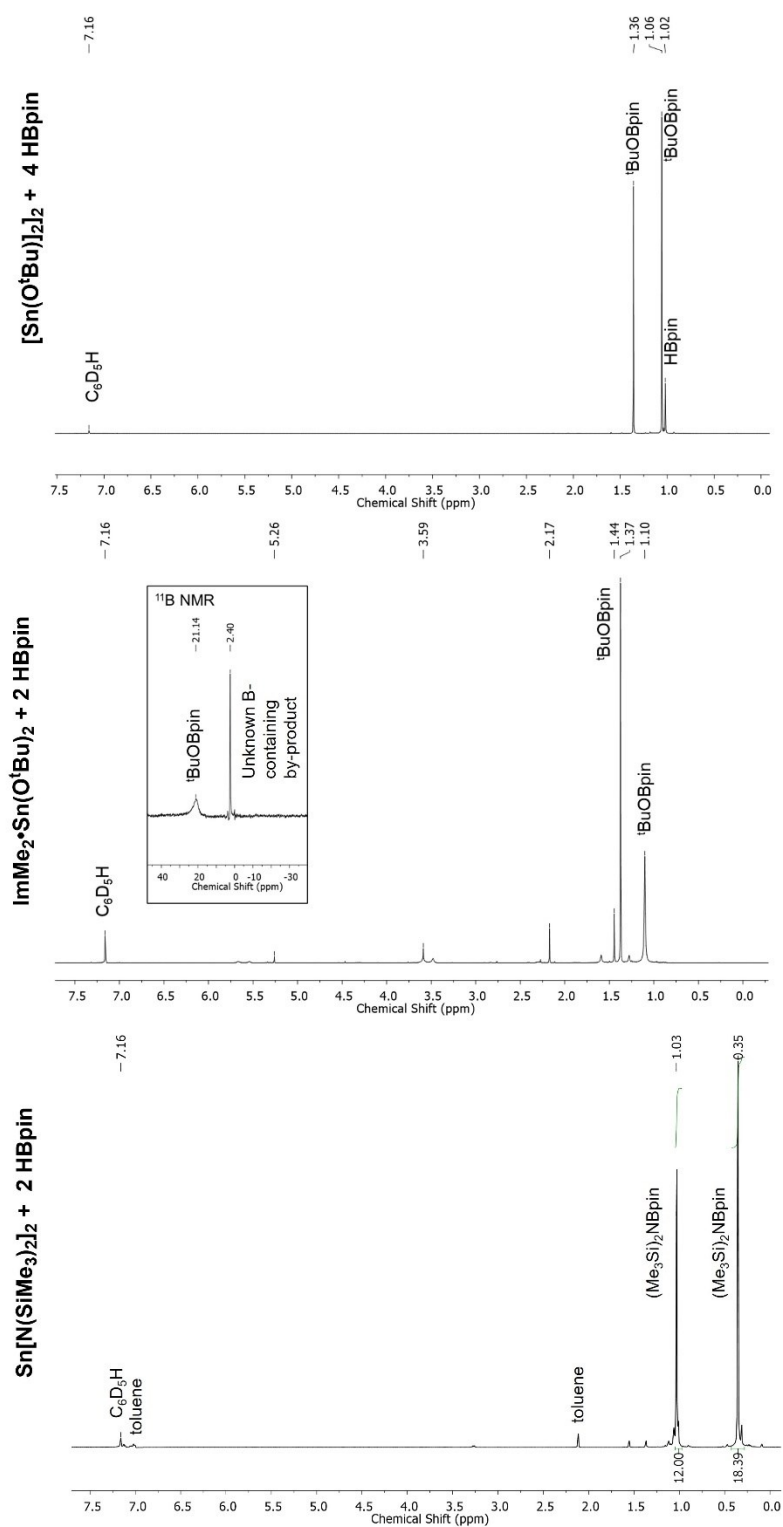 [Sn(OᵗBu)]₂]₂ + 4 HBpin
–7.16
–1.36
1.06
–1.02
C₆D₅H
ᵗBuOBpin
ᵗBuOBpin
HBpin
7.5 7.0 6.5 6.0 5.5 5.0 4.5 4.0 3.5 3.0 2.5 2.0 1.5 1.0 0.5 0.0
Chemical Shift (ppm)
ImMe₂•Sn(OᵗBu)₂ + 2 HBpin
–7.16
–5.26
–3.59
–2.17
–1.44
1.37
–1.10
C₆D₅H
¹¹B NMR
–21.14
–2.40
ᵗBuOBpin
Unknown B-
containing
by-product
40 20 0 -10 -30
Chemical Shift (ppm)
ᵗBuOBpin
ᵗBuOBpin
7.5 7.0 6.5 6.0 5.5 5.0 4.5 4.0 3.5 3.0 2.5 2.0 1.5 1.0 0.5 0.0
Chemical Shift (ppm)
Sn[N(SiMe₃)₂]₂ + 2 HBpin
–7.16
–1.03
0.35
C₆D₅H
toluene
toluene
(Me₃Si)₂NBpin
(Me₃Si)₂NBpin
12.00
18.39
7.5 7.0 6.5 6.0 5.5 5.0 4.5 4.0 3.5 3.0 2.5 2.0 1.5 1.0 0.5 0.0
Chemical Shift (ppm)